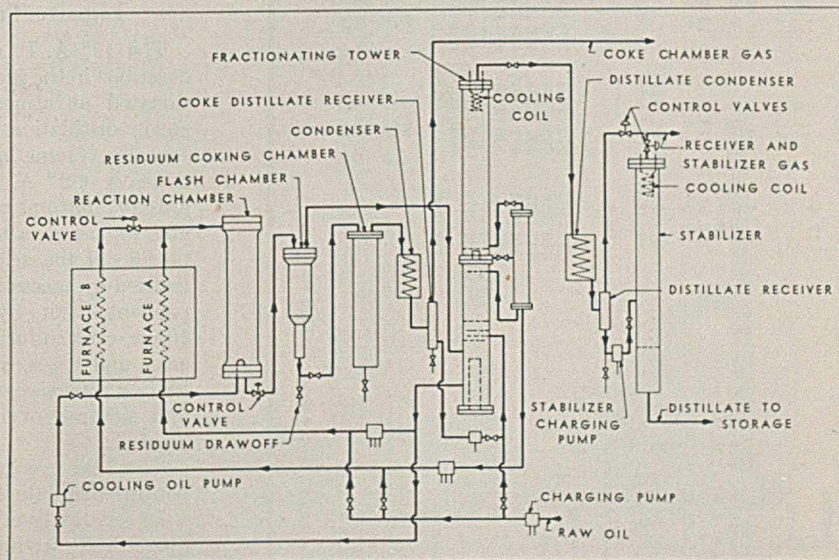 FRACTIONATING TOWER
COKE CHAMBER GAS
DISTILLATE CONDENSER
COKE DISTILLATE RECEIVER
COOLING COIL
CONTROL VALVES
CONDENSER
RECEIVER AND
STABILIZER GAS
RESIDUUM COKING CHAMBER
FLASH CHAMBER
REACTION CHAMBER
COOLING COIL
CONTROL
VALVE
STABILIZER
FURNACE B
FURNACE A
DISTILLATE RECEIVER
CONTROL
VALVE
STABILIZER
CHARGING
PUMP
DISTILLATE TO
STORAGE
RESIDUUM DRAWOFF
COOLING OIL PUMP
CHARGING PUMP
RAW OIL